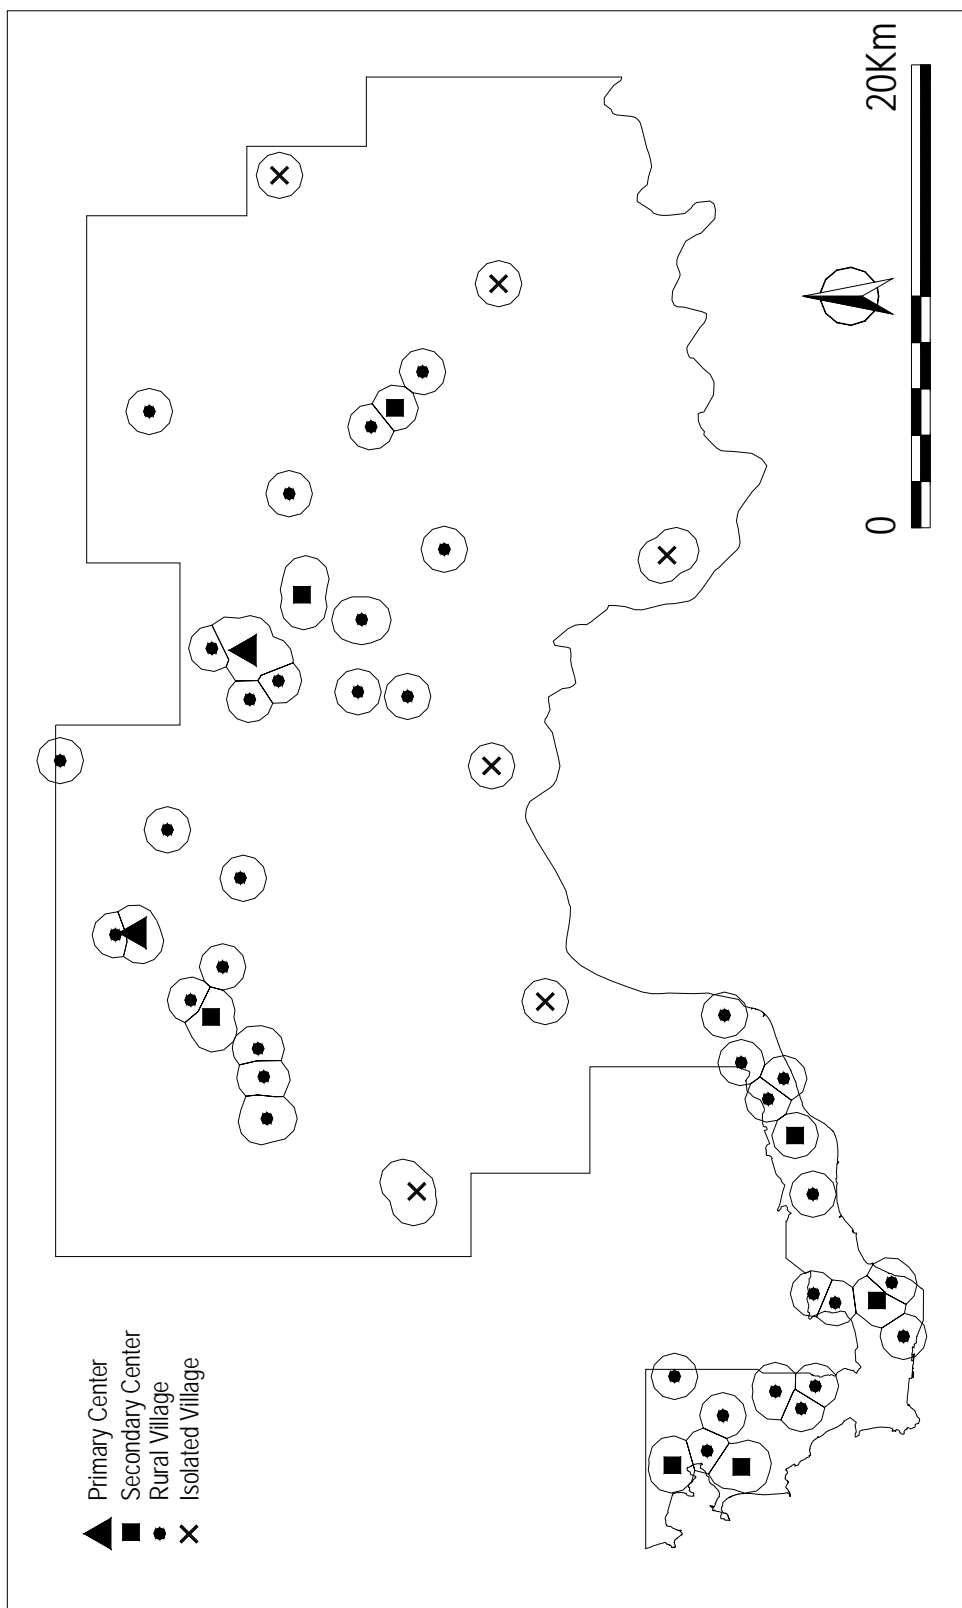 Primary Center
Secondary Center
Rural Village
Isolated Village
0
20Km